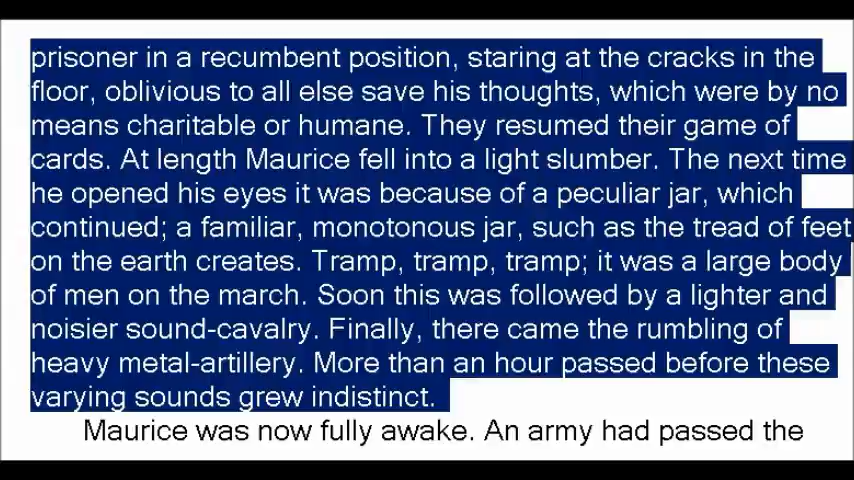 prisoner in a recumbent position, staring at the cracks in the
floor, oblivious to all else save his thoughts, which were by no
means charitable or humane. They resumed their game of
cards. At length Maurice fell into a light slumber. The next time
he opened his eyes it was because of a peculiar jar, which
continued; a familiar, monotonous jar, such as the tread of feet
on the earth creates. Tramp, tramp, tramp; it was a large body
of men on the march. Soon this was followed by a lighter and
noisier sound-cavalry. Finally, there came the rumbling of
heavy metal-artillery. More than an hour passed before these
varying sounds grew indistinct.
Maurice was now fully awake. An army had passed the